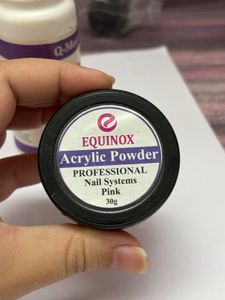 EQUINOX
Acrylic Powder
PROFESSIONAL
Nail Systems
Pink
30g